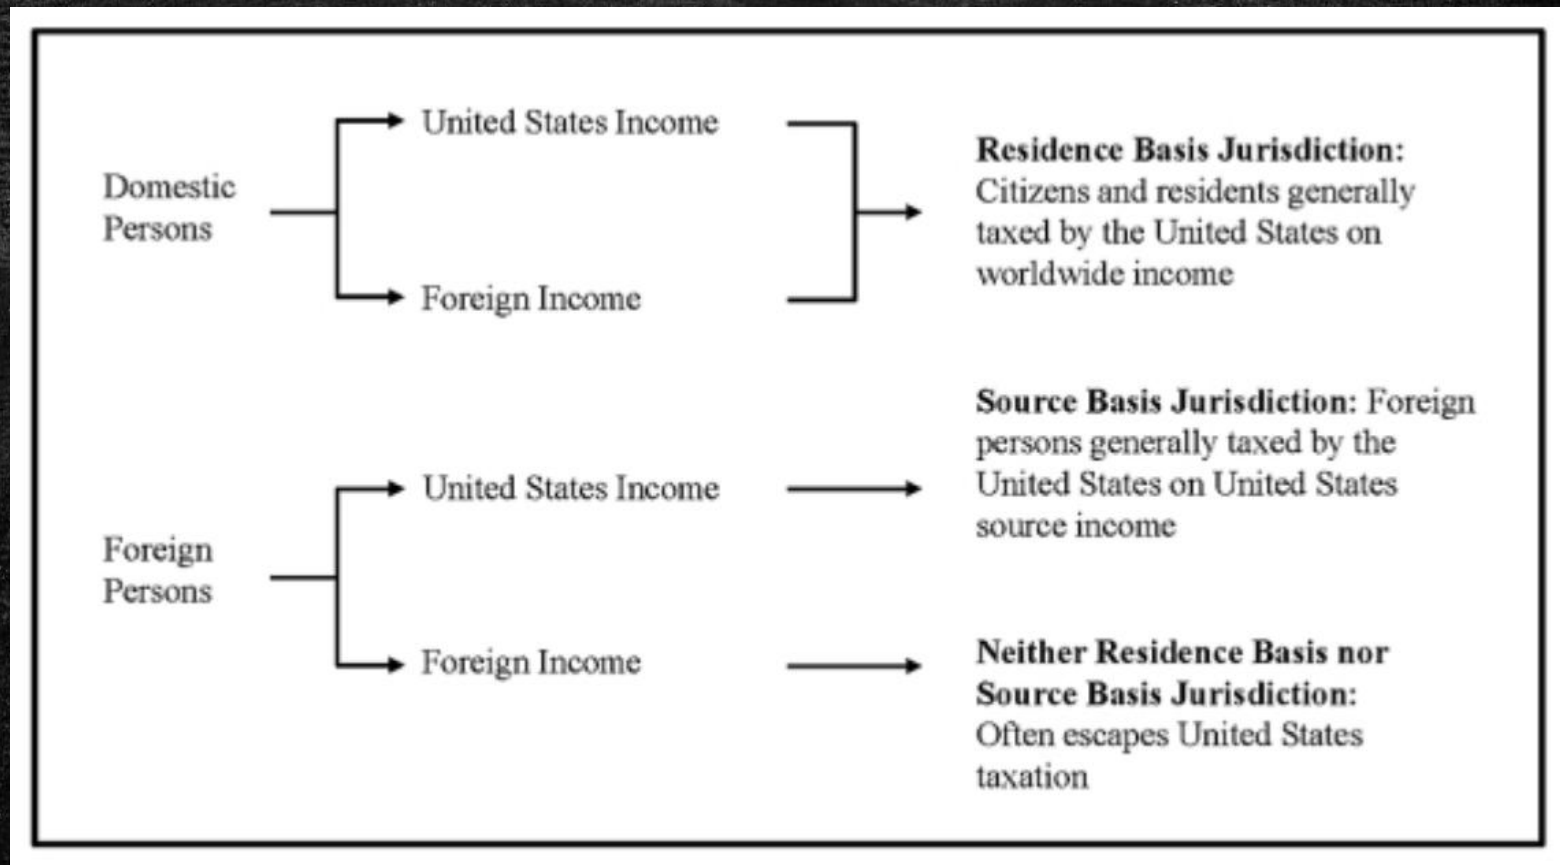 United States Income
Domestic
Persons
Foreign Income
Residence Basis Jurisdiction:
Citizens and residents generally
taxed by the United States on
worldwide income
United States Income
Foreign
Persons
Foreign Income
Source Basis Jurisdiction: Foreign
persons generally taxed by the
United States on United States
source income
Neither Residence Basis nor
Source Basis Jurisdiction:
Often escapes United States
taxation